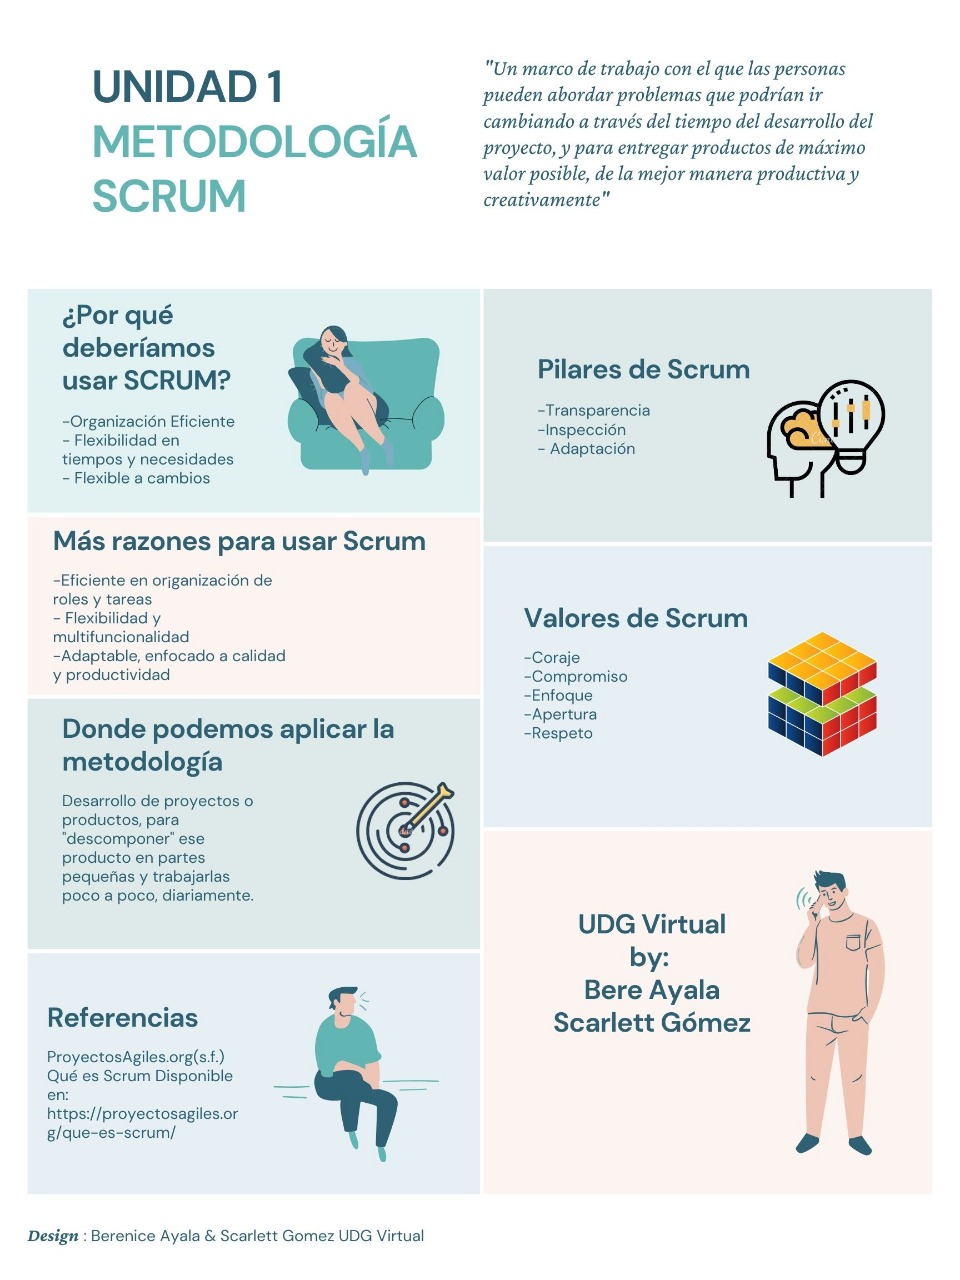 UNIDAD 1
METODOLOGÍA
SCRUM
"Un marco de trabajo con el que las personas
pueden abordar problemas que podrían ir
cambiando a través del tiempo del desarrollo del
proyecto, y para entregar productos de máximo
valor posible, de la mejor manera productiva y
creativamente"
¿Por qué
deberíamos
usar SCRUM?
-Organización Eficiente
- Flexibilidad en
tiempos y necesidades
- Flexible a cambios
Pilares de Scrum
-Transparencia
-Inspección
- Adaptación
Más razones para usar Scrum
-Eficiente en or¡ganización de
roles y tareas
- Flexibilidad y
multifuncionalidad
-Adaptable, enfocado a calidad
y productividad
Valores de Scrum
-Coraje
-Compromiso
-Enfoque
-Apertura
-Respeto
Donde podemos aplicar la
metodología
Desarrollo de proyectos o
productos, para
"descomponer" ese
producto en partes
pequeñas y trabajarlas
poco a poco, diariamente.
UDG Virtual
by:
Bere Ayala
Scarlett Gómez
Referencias
ProyectosAgiles.org(s.f.)
Qué es Scrum Disponible
en:
https://proyectosagiles.or
g/que-es-scrum/
Design : Berenice Ayala & Scarlett Gomez UDG Virtual